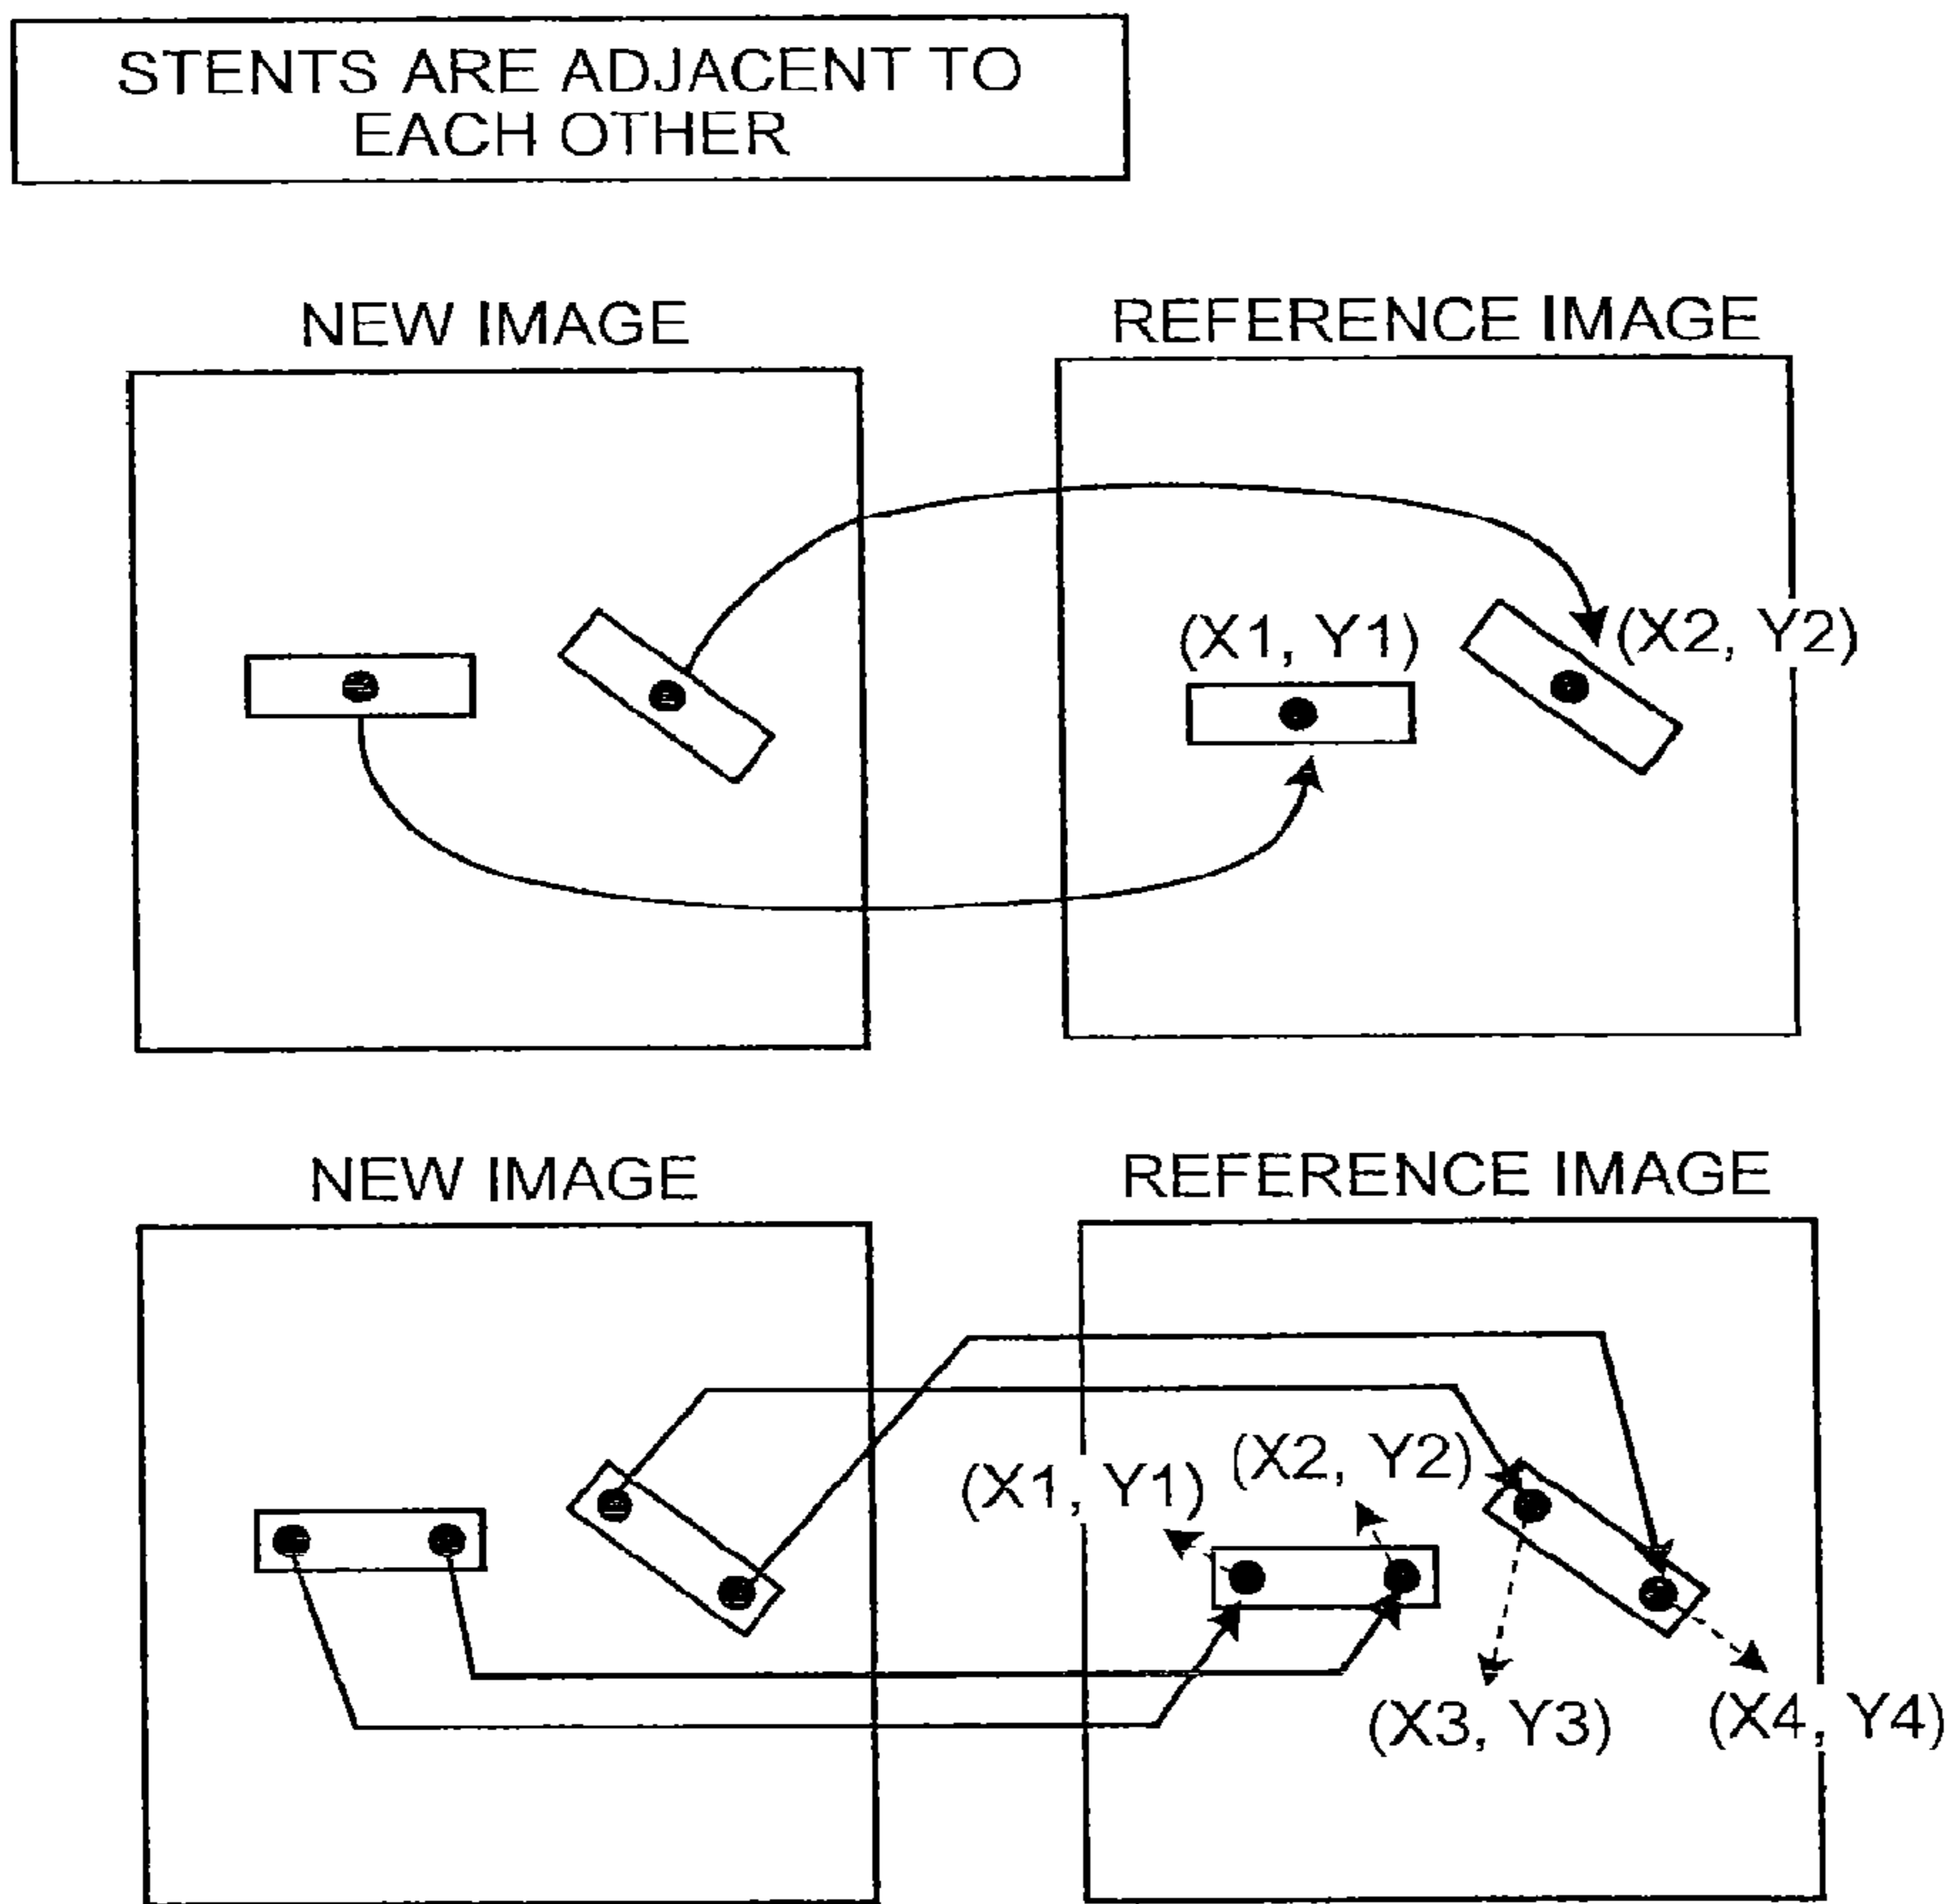 STENTS ARE ADJACENT TO
EACH OTHER
NEW IMAGE
REFERENCE IMAGE
(X1, Y1)
(X2, Y2)
NEW IMAGE
REFERENCE IMAGE
(X1, Y1)
(X2, Y2)
(X3, Y3)
(X4, Y4)